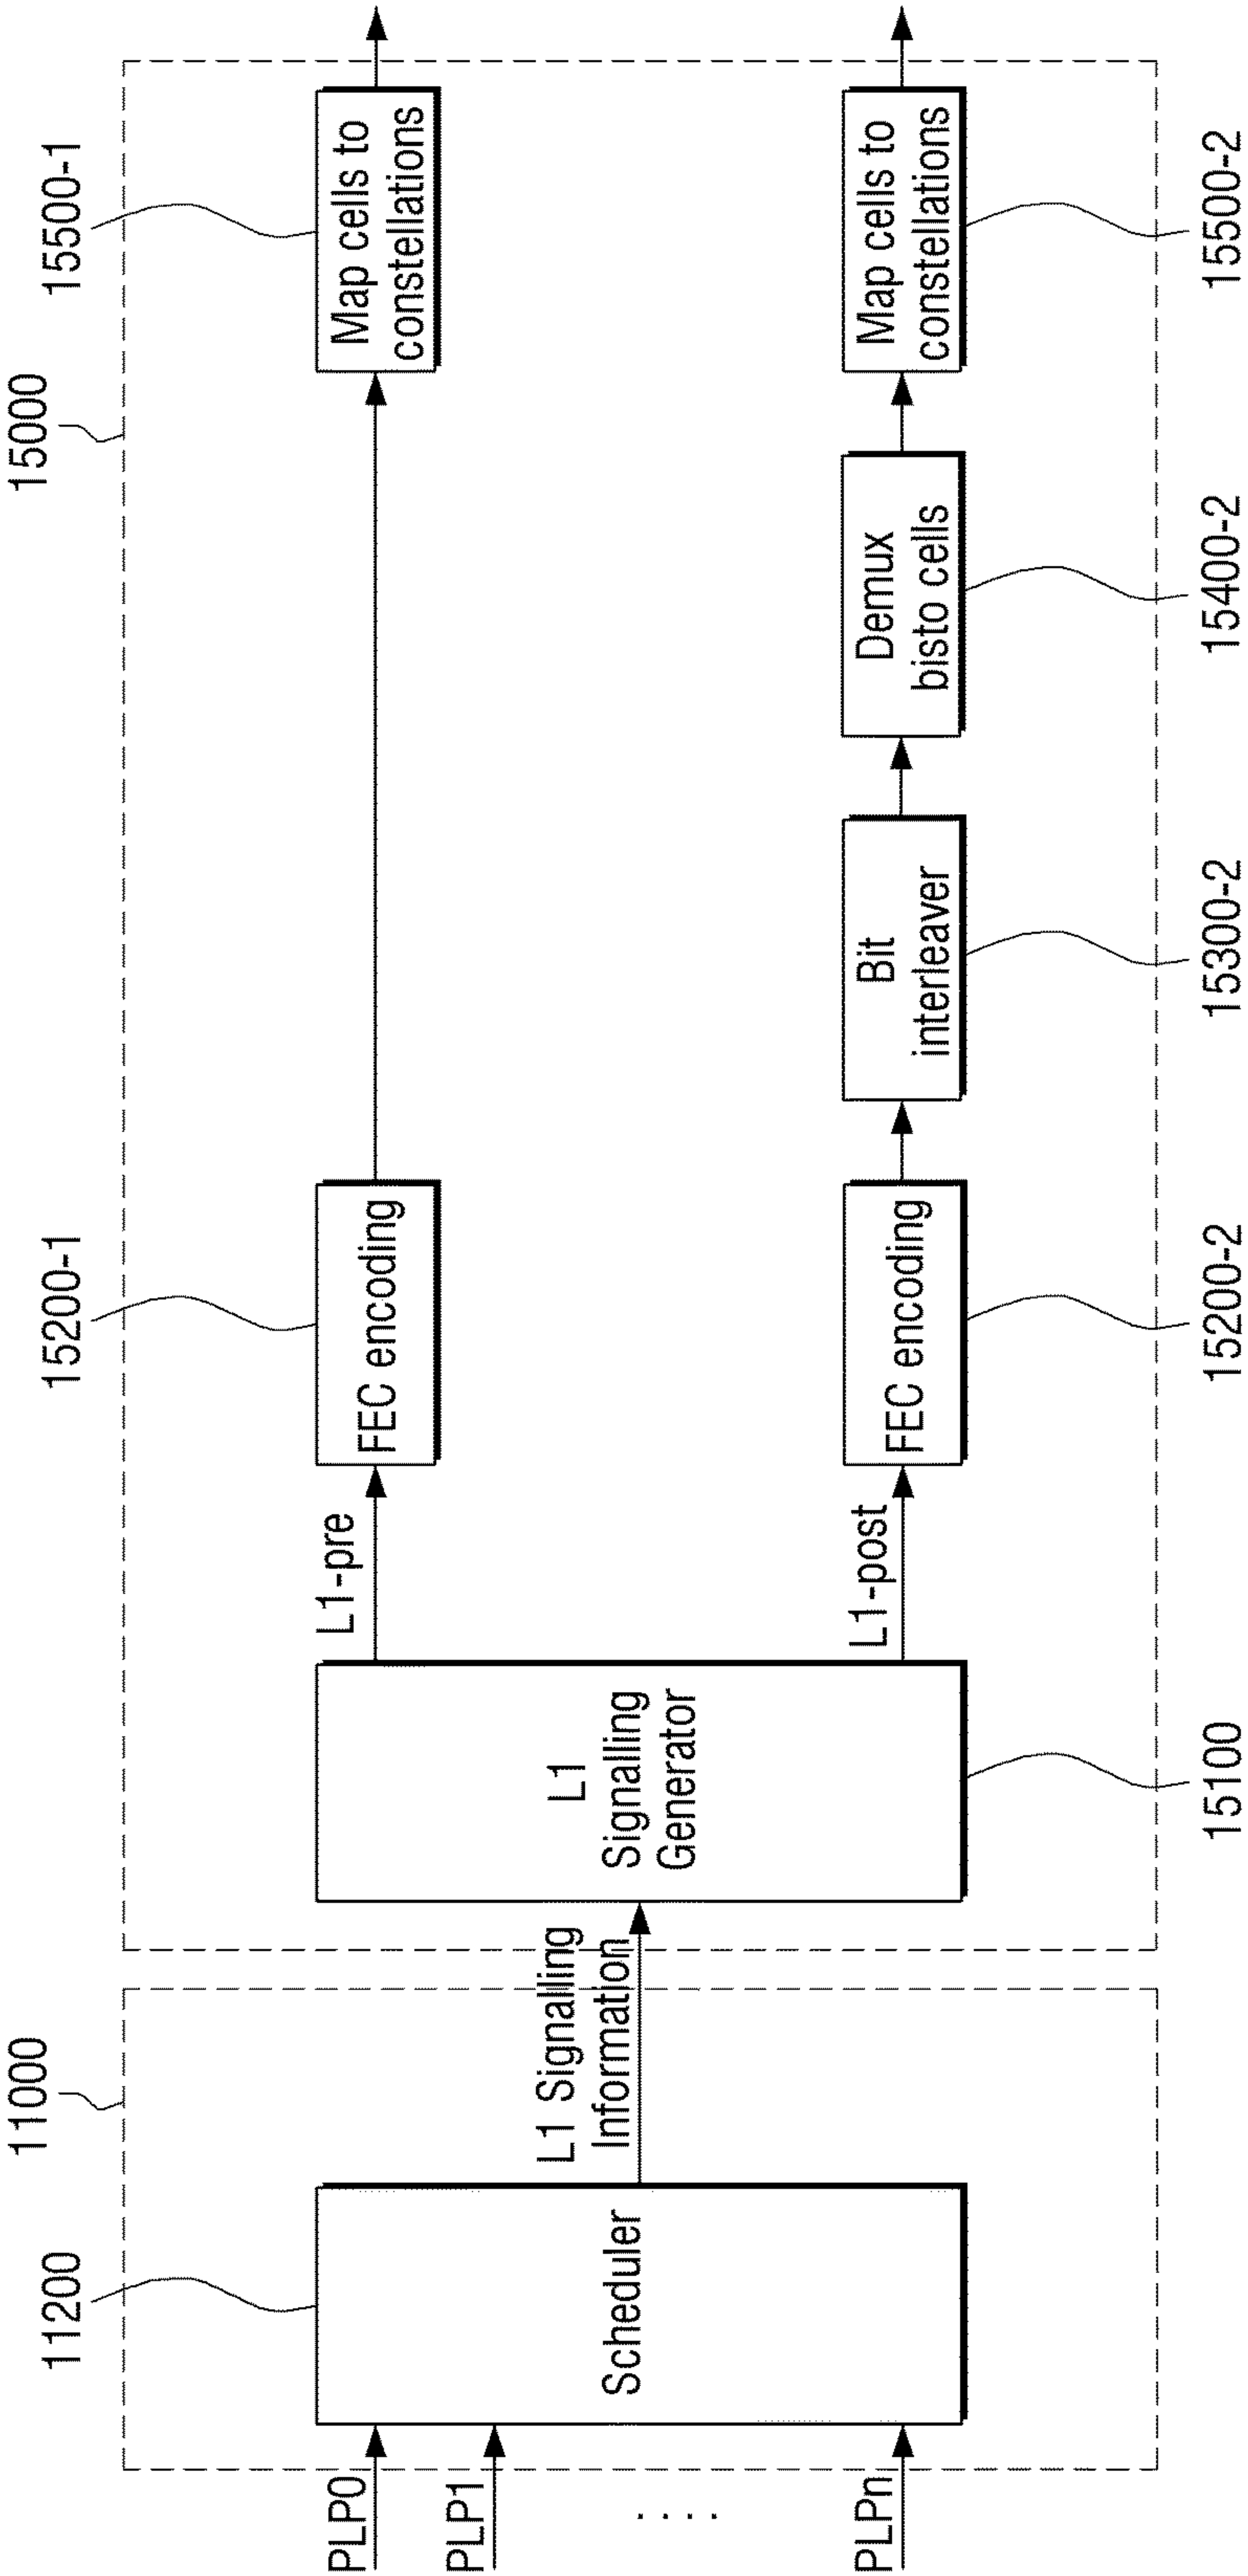 11000
15000
11200
15200-1
15500-1
PLP0
PLP1
. . . .
PLPn
Scheduler
L1 Signalling
Information
L1
Signalling
Generator
L1-pre
FEC encoding
Map cells to
constellations
L1-post
FEC encoding
Bit
interleaver
Demux
bisto cells
Map cells to
constellations
15100
15200-2
15300-2
15400-2
15500-2